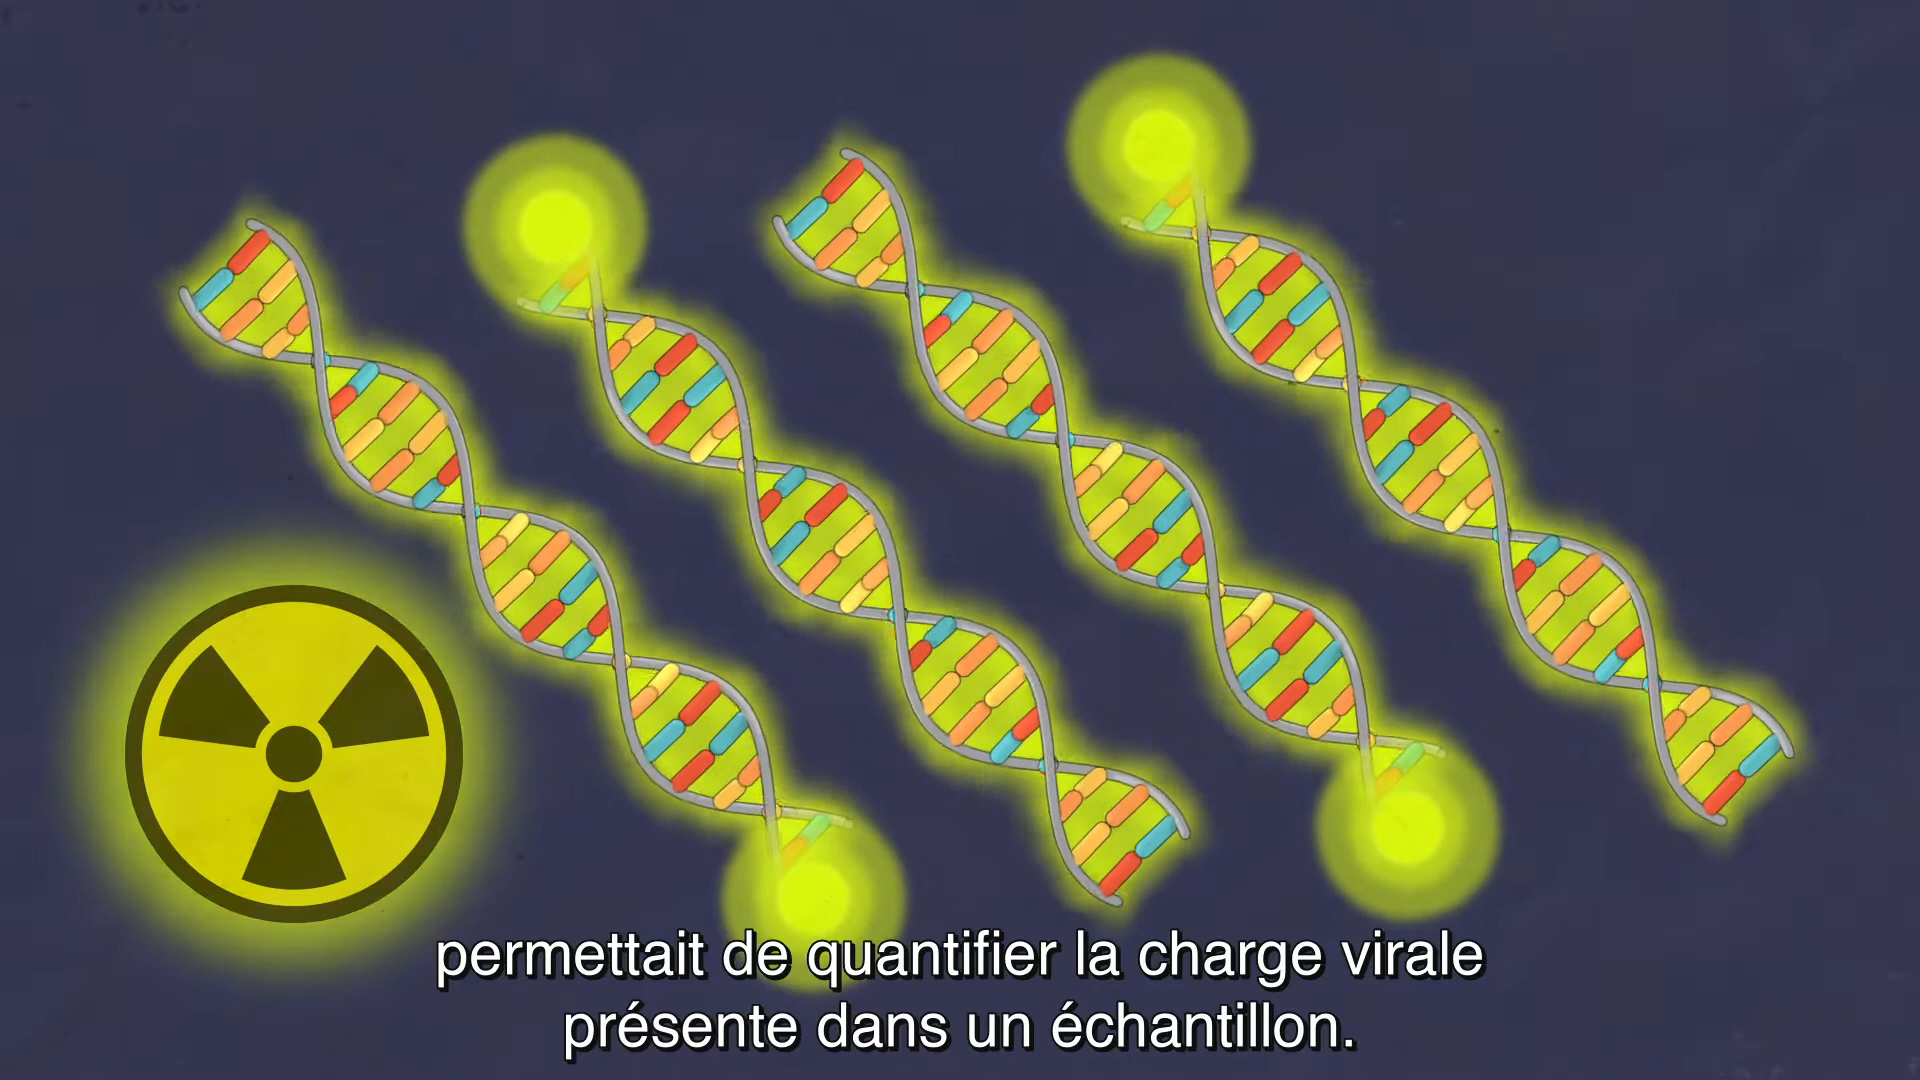 permettait de quantifier la charge virale
présente dans un échantillon.